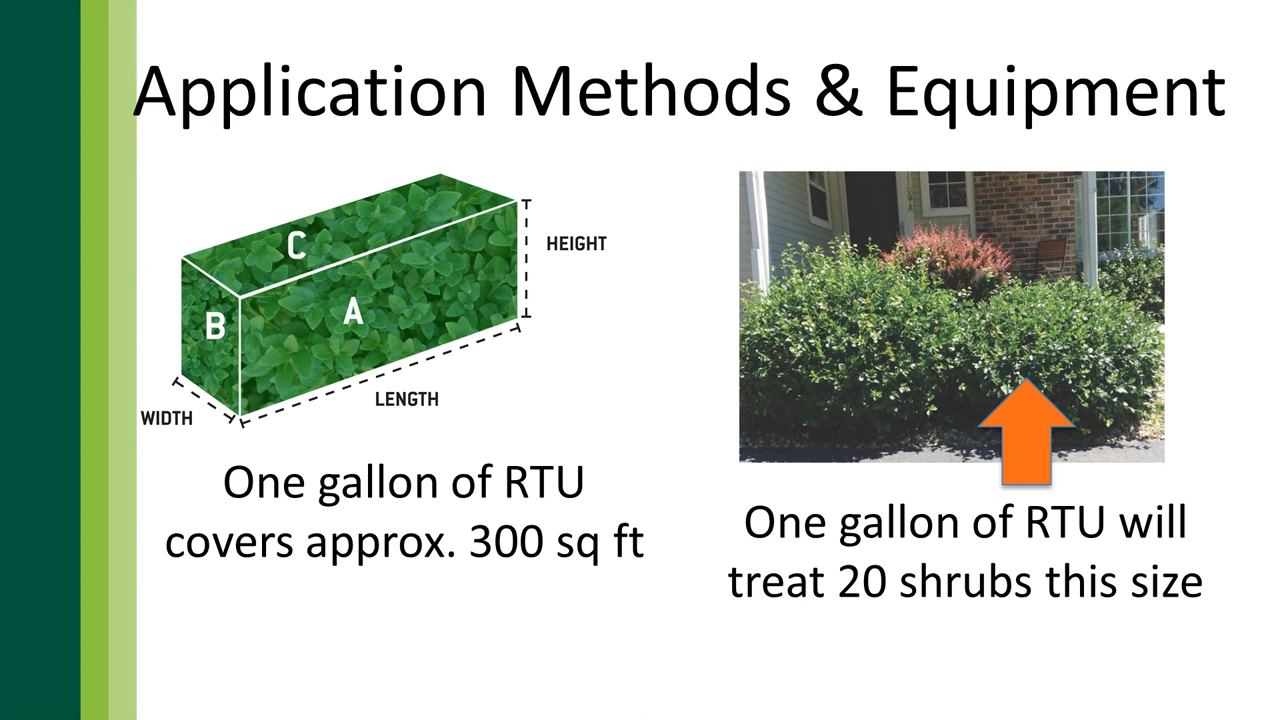 Application Methods & Equipment
C
HEIGHT
B
A
LENGTH
WIDTH
One gallon of RTU
covers approx. 300 sq ft
One gallon of RTU will
treat 20 shrubs this size